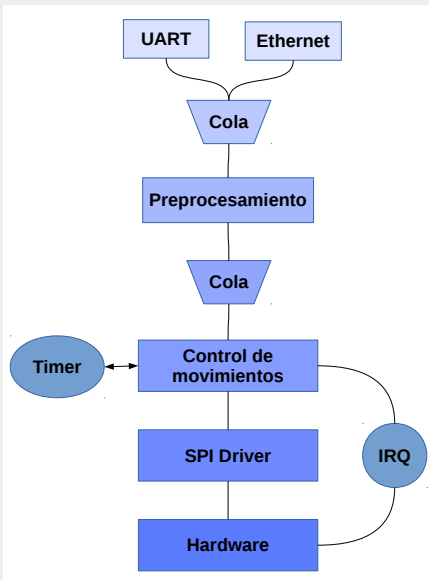 UART
Ethernet
Cola
Preprocesamiento
Cola
Timer
Control de
movimientos
SPI Driver
IRQ
Hardware